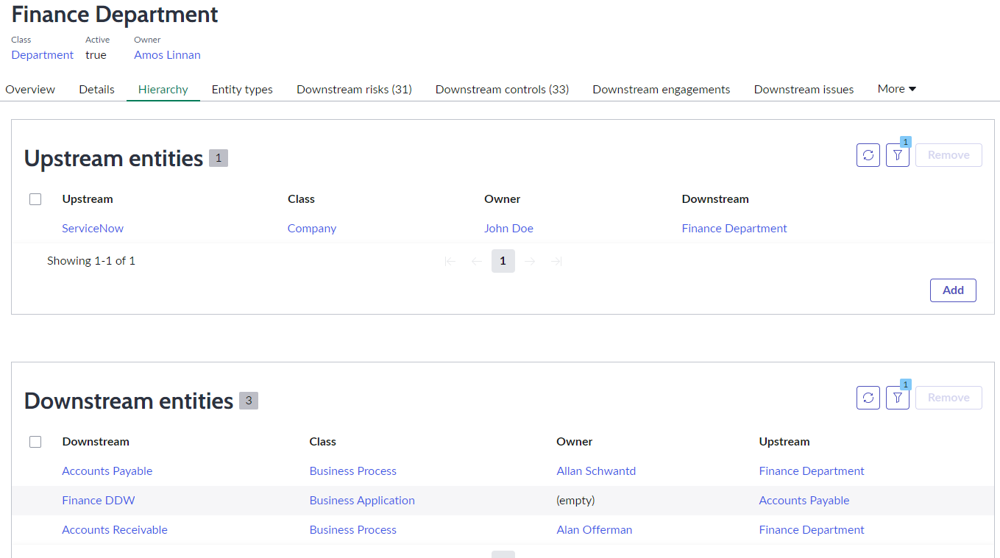 Finance Department
Class Active Owner
Department true Amos Linnan
Overview Details Hierarchy Entity types Downstream risks (31) Downstream controls (33) Downstream engagements Downstream issues More
Upstream entities 1 1 Remove
Upstream Class Owner Downstream
ServiceNow Company John Doe Finance Department
Showing 1-1 of 1 1
Add
Downstream entities 3 1 Remove
Downstream Class Owner Upstream
Accounts Payable Business Process Allan Schwantd Finance Department
Finance DDW Business Application (empty) Accounts Payable
Accounts Receivable Business Process Alan Offerman Finance Department